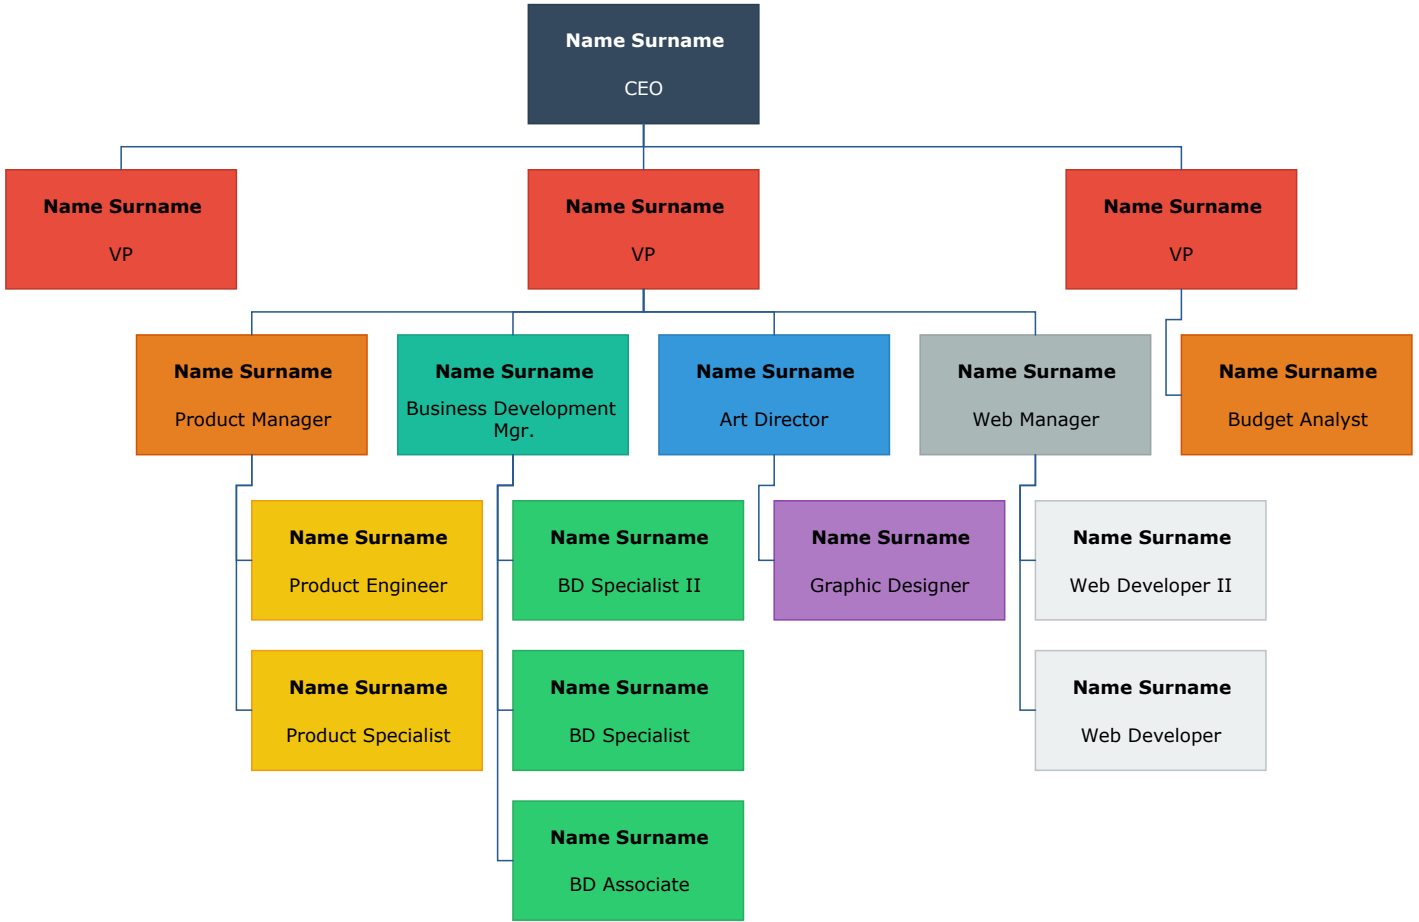 Name Surname
CEO
Name Surname
VP
Name Surname
VP
Name Surname
VP
Name Surname
Product Manager
Name Surname
Business Development
Mgr.
Name Surname
Art Director
Name Surname
Web Manager
Name Surname
Budget Analyst
Name Surname
Product Engineer
Name Surname
BD Specialist II
Name Surname
Graphic Designer
Name Surname
Web Developer II
Name Surname
Product Specialist
Name Surname
BD Specialist
Name Surname
Web Developer
Name Surname
BD Associate